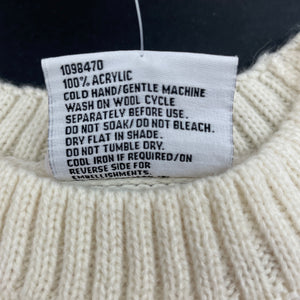 1098470
100% ACRYLIC
COLD HAND/GENTLE MACHINE
WASH ON WOOL CYCLE
SEPARATELY BEFORE USE.
DO NOT SOAK/ DO NOT BLEACH.
DRY FLAT IN SHADE.
DO NOT TUMBLE DRY.
COOL IRON IF REQUIRED/ON
REVERSE SIDE FOR
EMBELLISHMENTS.